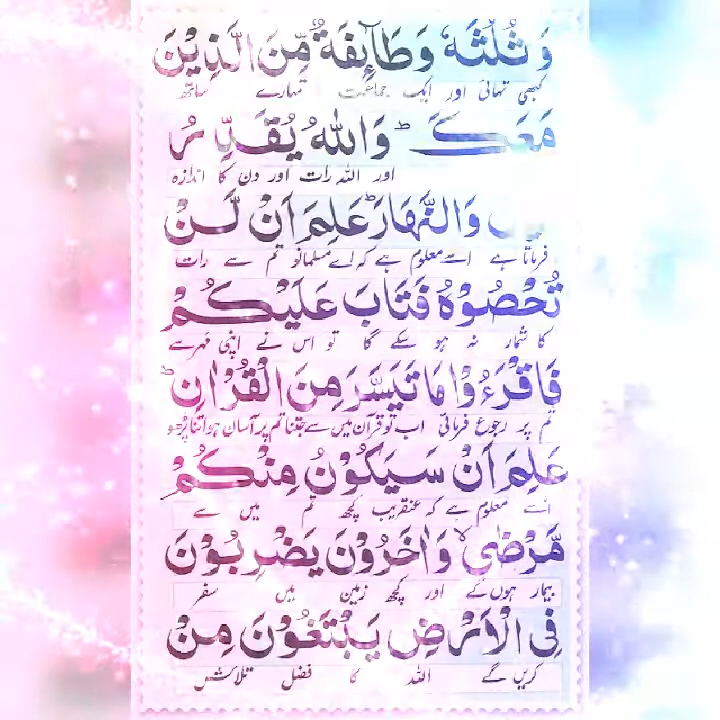 وَثُلُثَهٗ وَطَآئِفَةٌ مِّنَ الَّذِيْنَ
کبھی تہائی اور ایک جماعت تمہارے ساتھ
مَعَكَ ؕ وَاللّٰهُ يُقَدِّرُ
اور اللہ رات اور دن کا اندازہ
وَالنَّهَارَ ؕ عَلِمَ اَنْ لَّنْ
فرماتا ہے اسے معلوم ہے کہ اے مسلمانو تم سے رات
تُحْصُوْهُ فَتَابَ عَلَيْكُمْ
کا شمار نہ ہو سکے گا تو اس نے اپنی مہر سے
فَاقْرَءُوْا مَا تَيَسَّرَ مِنَ الْقُرْاٰنِ ؕ
تم پر رجوع فرمائی اب تو قرآن میں سے جتنا تم پر آسان ہو اتنا پڑھو
عَلِمَ اَنْ سَيَكُوْنُ مِنْكُمْ
اسے معلوم ہے کہ عنقریب کچھ تم میں سے
مَّرْضٰى ۙ وَاٰخَرُوْنَ يَضْرِبُوْنَ
بیمار ہوں گے اور کچھ زمین میں سفر
فِى الْاَرْضِ يَبْتَغُوْنَ مِنْ
کریں گے اللہ کا فضل تلاش